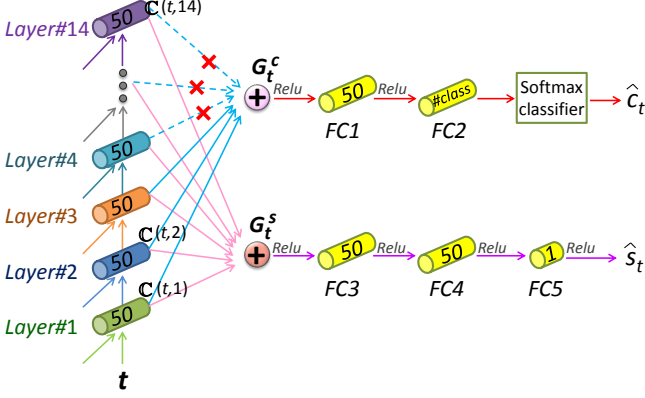 Layer#14
50
ℂ(t,14)
G_t^c
Relu
50
Relu
#class
Softmax
classifier
ĉ_t
FC1
FC2
Layer#4
50
Layer#3
50
ℂ(t,2)
G_t^s
Relu
50
Relu
50
Relu
1
Relu
ŝ_t
Layer#2
50
ℂ(t,1)
FC3
FC4
FC5
Layer#1
50
t